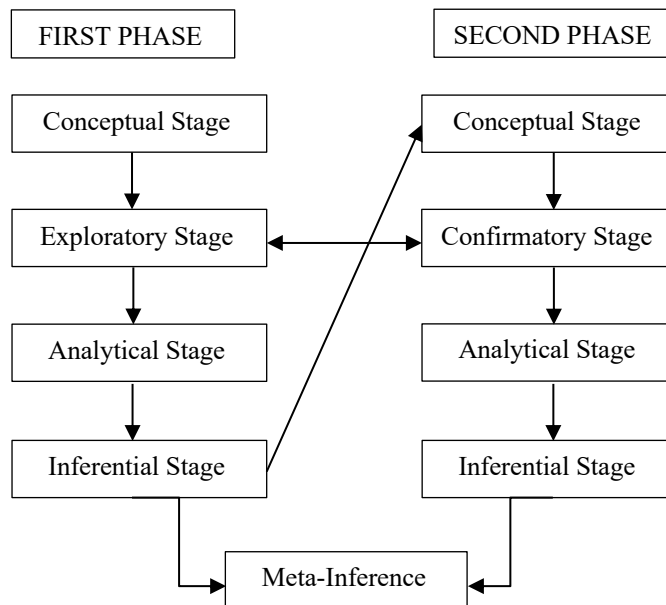 FIRST PHASE
SECOND PHASE
Conceptual Stage
Conceptual Stage
Exploratory Stage
Confirmatory Stage
Analytical Stage
Analytical Stage
Inferential Stage
Inferential Stage
Meta-Inference